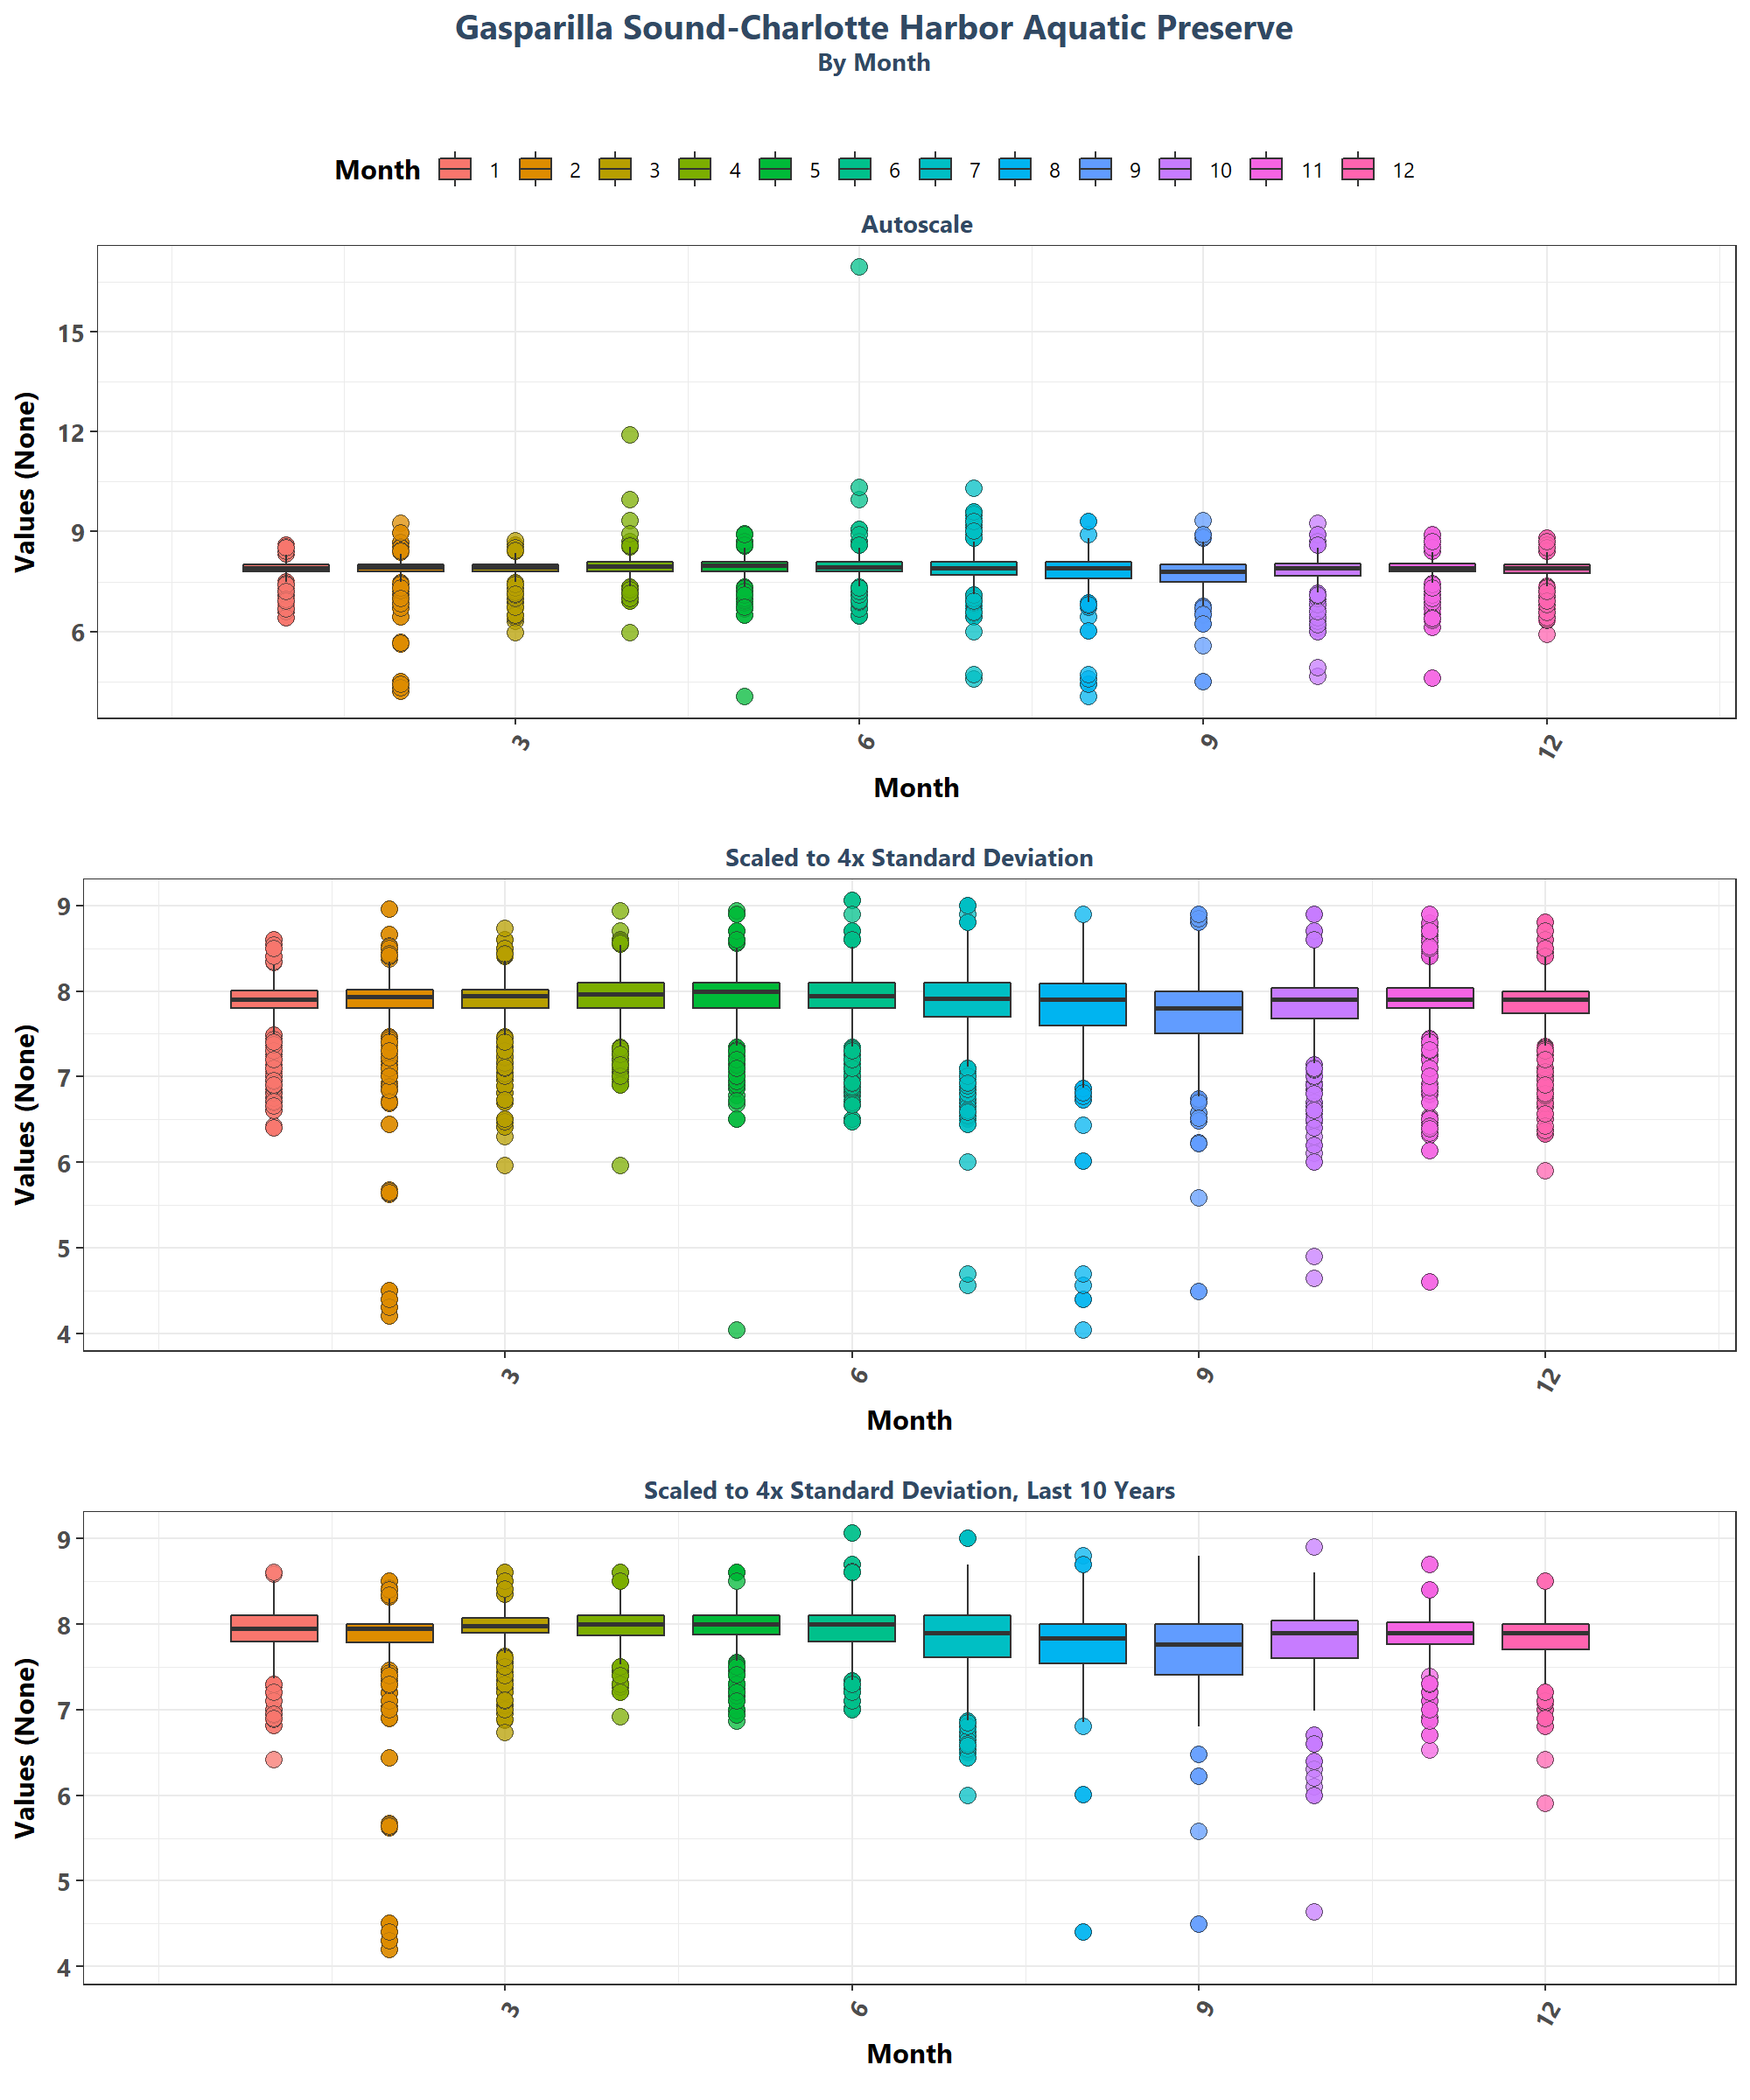 Gasparilla Sound-Charlotte Harbor Aquatic Preserve
By Month
Month 1 2 3 4 5 6 7 8 9 10 11 12
Autoscale
Values (None)
15
12
9
6
3 6 9 12
Month
Scaled to 4x Standard Deviation
Values (None)
9
8
7
6
5
4
3 6 9 12
Month
Scaled to 4x Standard Deviation, Last 10 Years
Values (None)
9
8
7
6
5
4
3 6 9 12
Month